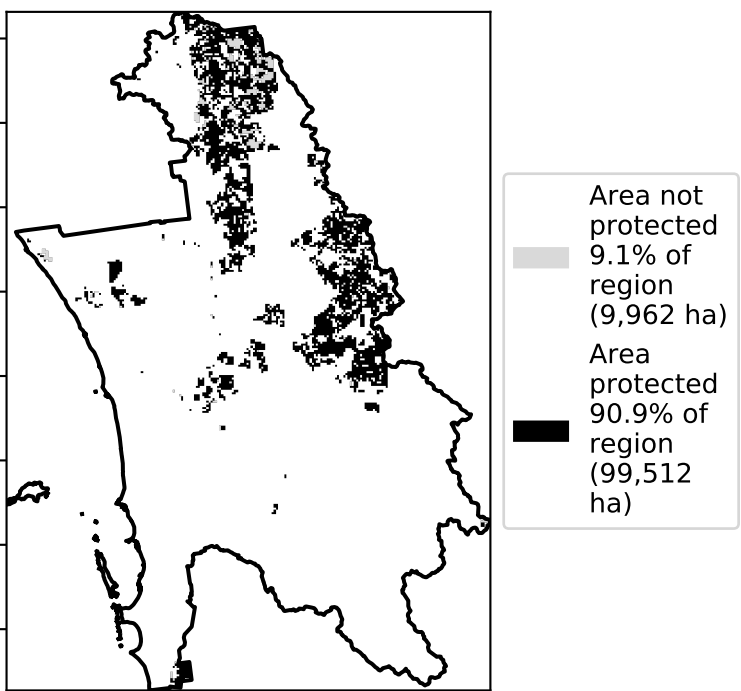 Area not
protected
9.1% of
region
(9,962 ha)
Area
protected
90.9% of
region
(99,512
ha)